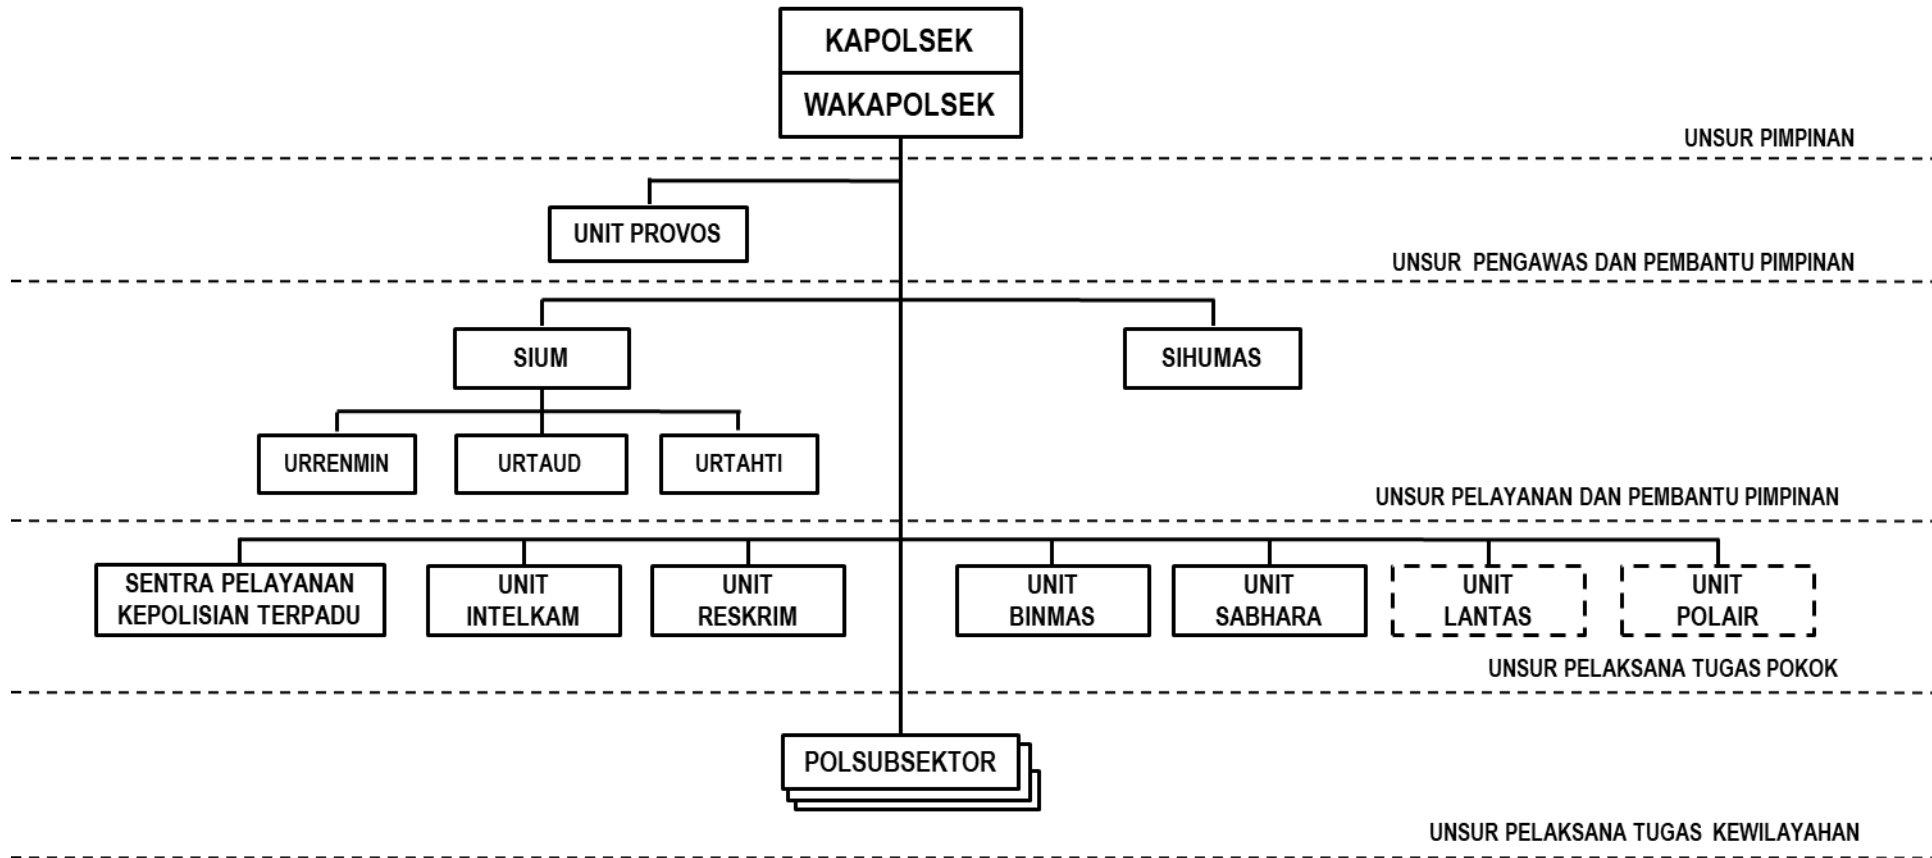 KAPOLSEK
WAKAPOLSEK
UNSUR PIMPINAN
UNIT PROVOS
UNSUR PENGAWAS DAN PEMBANTU PIMPINAN
SIUM
SIHUMAS
URRENMIN
URTAUD
URTAHTI
UNSUR PELAYANAN DAN PEMBANTU PIMPINAN
SENTRA PELAYANAN
KEPOLISIAN TERPADU
UNIT
INTELKAM
UNIT
RESKRIM
UNIT
BINMAS
UNIT
SABHARA
UNIT
LANTAS
UNIT
POLAIR
UNSUR PELAKSANA TUGAS POKOK
POLSUBSEKTOR
UNSUR PELAKSANA TUGAS KEWILAYAHAN